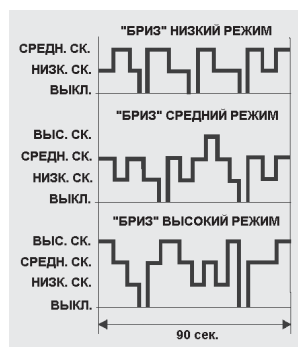 "БРИЗ" НИЗКИЙ РЕЖИМ
СРЕДН. СК.
НИЗК. СК.
ВЫКЛ.
"БРИЗ" СРЕДНИЙ РЕЖИМ
ВЫС. СК.
СРЕДН. СК.
НИЗК. СК.
ВЫКЛ.
"БРИЗ" ВЫСОКИЙ РЕЖИМ
ВЫС. СК.
СРЕДН. СК.
НИЗК. СК.
ВЫКЛ.
90 сек.